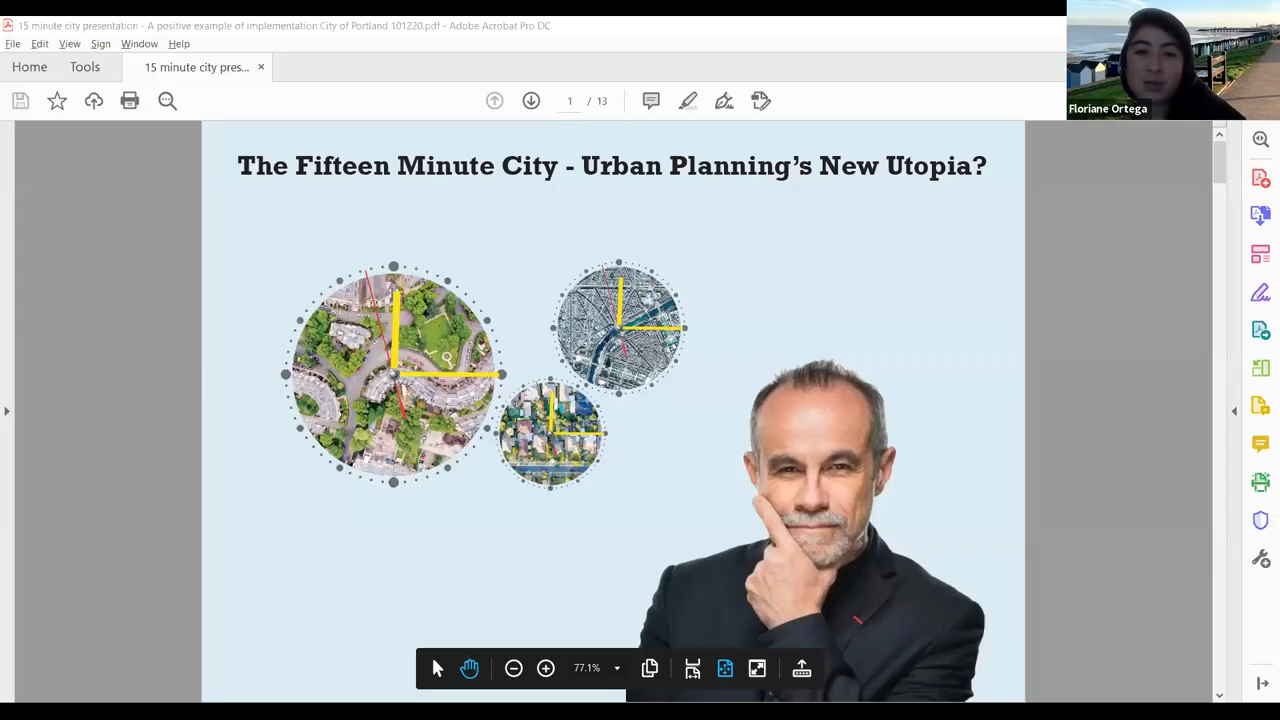 15 minute city presentation - A positive example of implementation City of Portland 101220.pdf - Adobe Acrobat Pro DC
File Edit View Sign Window Help
Home Tools 15 minute city pres... ×
1 / 13
Floriane Ortega
The Fifteen Minute City - Urban Planning’s New Utopia?
77.1%